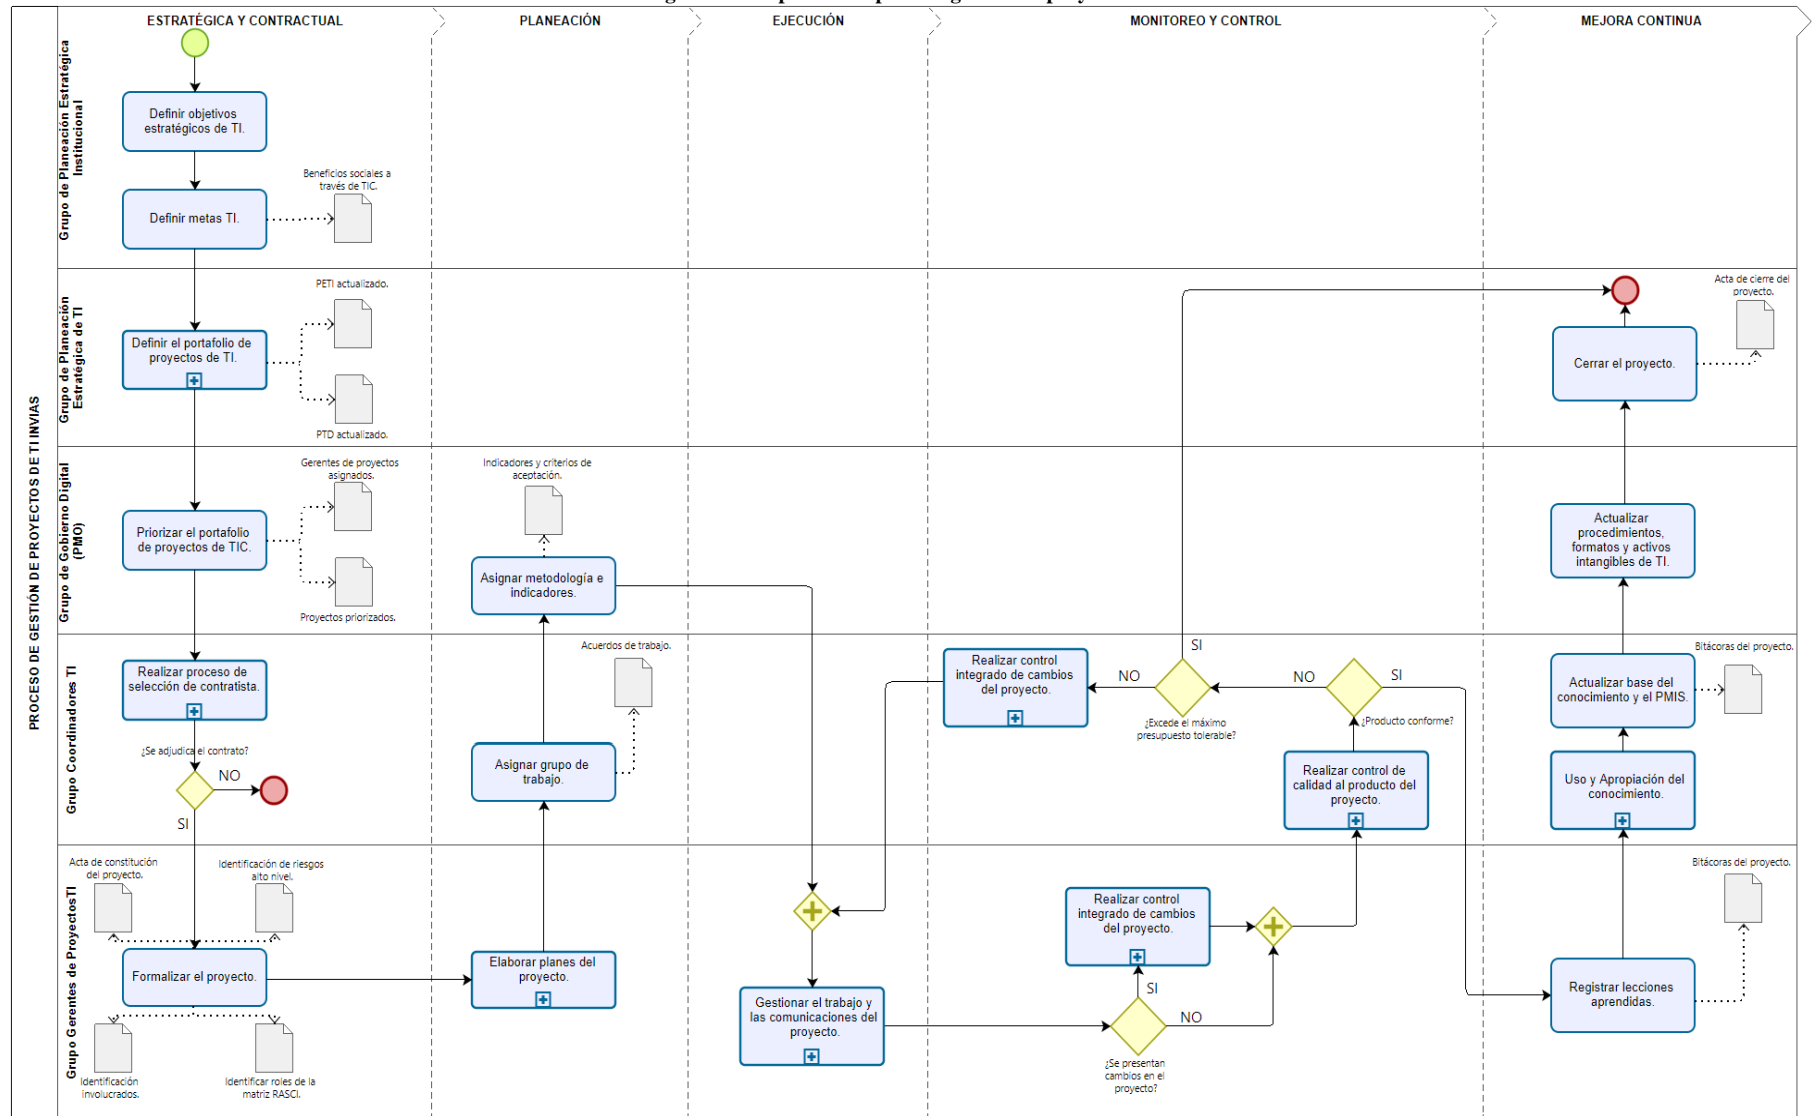 ESTRATÉGICA Y CONTRACTUAL
PLANEACIÓN
EJECUCIÓN
MONITOREO Y CONTROL
MEJORA CONTINUA
PROCESO DE GESTIÓN DE PROYECTOS DE TI INVIAS
Grupo de Planeación Estratégica
Institucional
Definir objetivos
estratégicos de TI.
Beneficios sociales a
través de TIC.
Definir metas TI.
Grupo de Planeación
Estratégica de TI
PETI actualizado.
Definir el portafolio de
proyectos de TI.
PTD actualizado.
Acta de cierre del
proyecto.
Cerrar el proyecto.
Grupo de Gobierno Digital
(PMO)
Gerentes de proyectos
asignados.
Priorizar el portafolio
de proyectos de TIC.
Proyectos priorizados.
Indicadores y criterios de
aceptación.
Asignar metodología e
indicadores.
Actualizar
procedimientos,
formatos y activos
intangibles de TI.
Grupo Coordinadores TI
Realizar proceso de
selección de contratista.
¿Se adjudica el contrato?
NO
SI
Acuerdos de trabajo.
Asignar grupo de
trabajo.
Realizar control
integrado de cambios
del proyecto.
NO
SI
¿Excede el máximo
presupuesto tolerable?
NO
SI
¿Producto conforme?
Realizar control de
calidad al producto del
proyecto.
Bitácoras del proyecto.
Actualizar base del
conocimiento y el PMIS.
Uso y Apropiación del
conocimiento.
Grupo Gerentes de Proyectos TI
Acta de constitución
del proyecto.
Identificación de riesgos
alto nivel.
Formalizar el proyecto.
Identificación
involucrados.
Identificar roles de la
matriz RASCI.
Elaborar planes del
proyecto.
Gestionar el trabajo y
las comunicaciones del
proyecto.
Realizar control
integrado de cambios
del proyecto.
SI
NO
¿Se presentan
cambios en el
proyecto?
Bitácoras del proyecto.
Registrar lecciones
aprendidas.